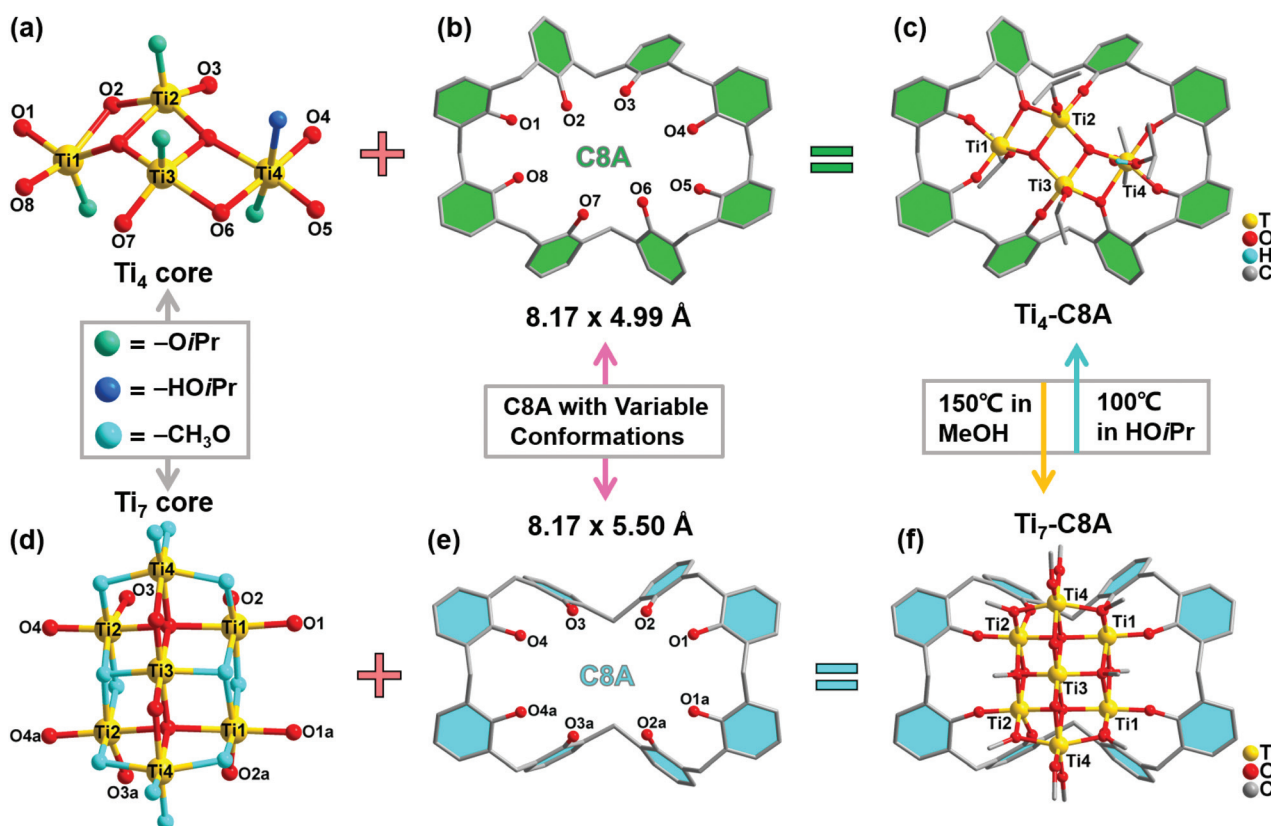 (a)
Ti2
O3
O2
O1
O4
Ti1
Ti3
Ti4
O8
O7
O6
O5
Ti4 core
(b)
O1
O2
O3
O4
C8A
O8
O7
O6
O5
8.17 x 4.99 Å
(c)
Ti2
Ti1
Ti3
Ti4
T
O
H
C
Ti4-C8A
= –OiPr
= –HOiPr
= –CH3O
C8A with Variable
Conformations
150℃ in
MeOH
100℃
in HOiPr
Ti7 core
(d)
Ti4
O3
O2
O4
Ti2
Ti1
O1
Ti3
O4a
Ti2
Ti1
O1a
Ti4
O3a
O2a
8.17 x 5.50 Å
(e)
O3
O2
O4
O1
C8A
O4a
O1a
O3a
O2a
Ti7-C8A
(f)
Ti4
Ti2
Ti1
Ti3
Ti2
Ti1
Ti4
T
O
C